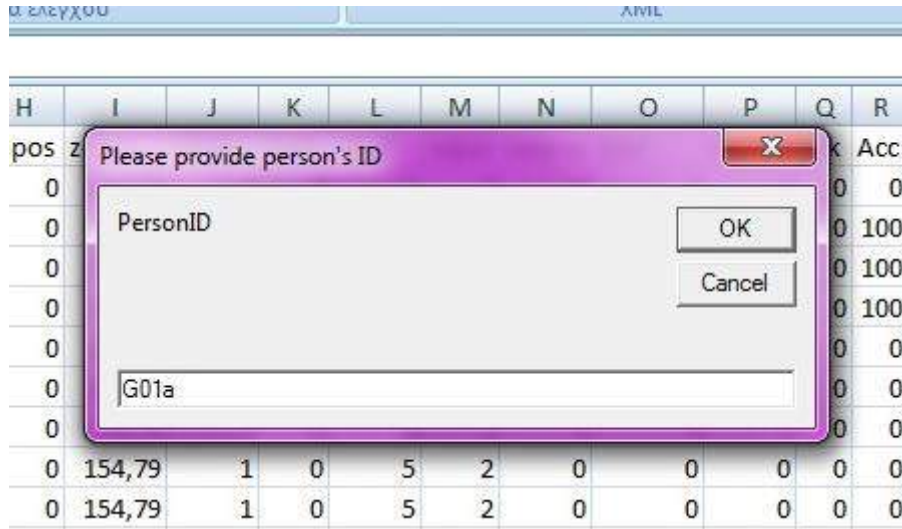 α ελέγχου XML
H I J K L M N O P Q R
pos z k Acc
Please provide person's ID
0 0 0
PersonID OK
0 0 100
0 0 100
Cancel
0 0 100
0 0 0
G01a
0 0 0
0 0 0
0 154,79 1 0 5 2 0 0 0 0 0
0 154,79 1 0 5 2 0 0 0 0 0